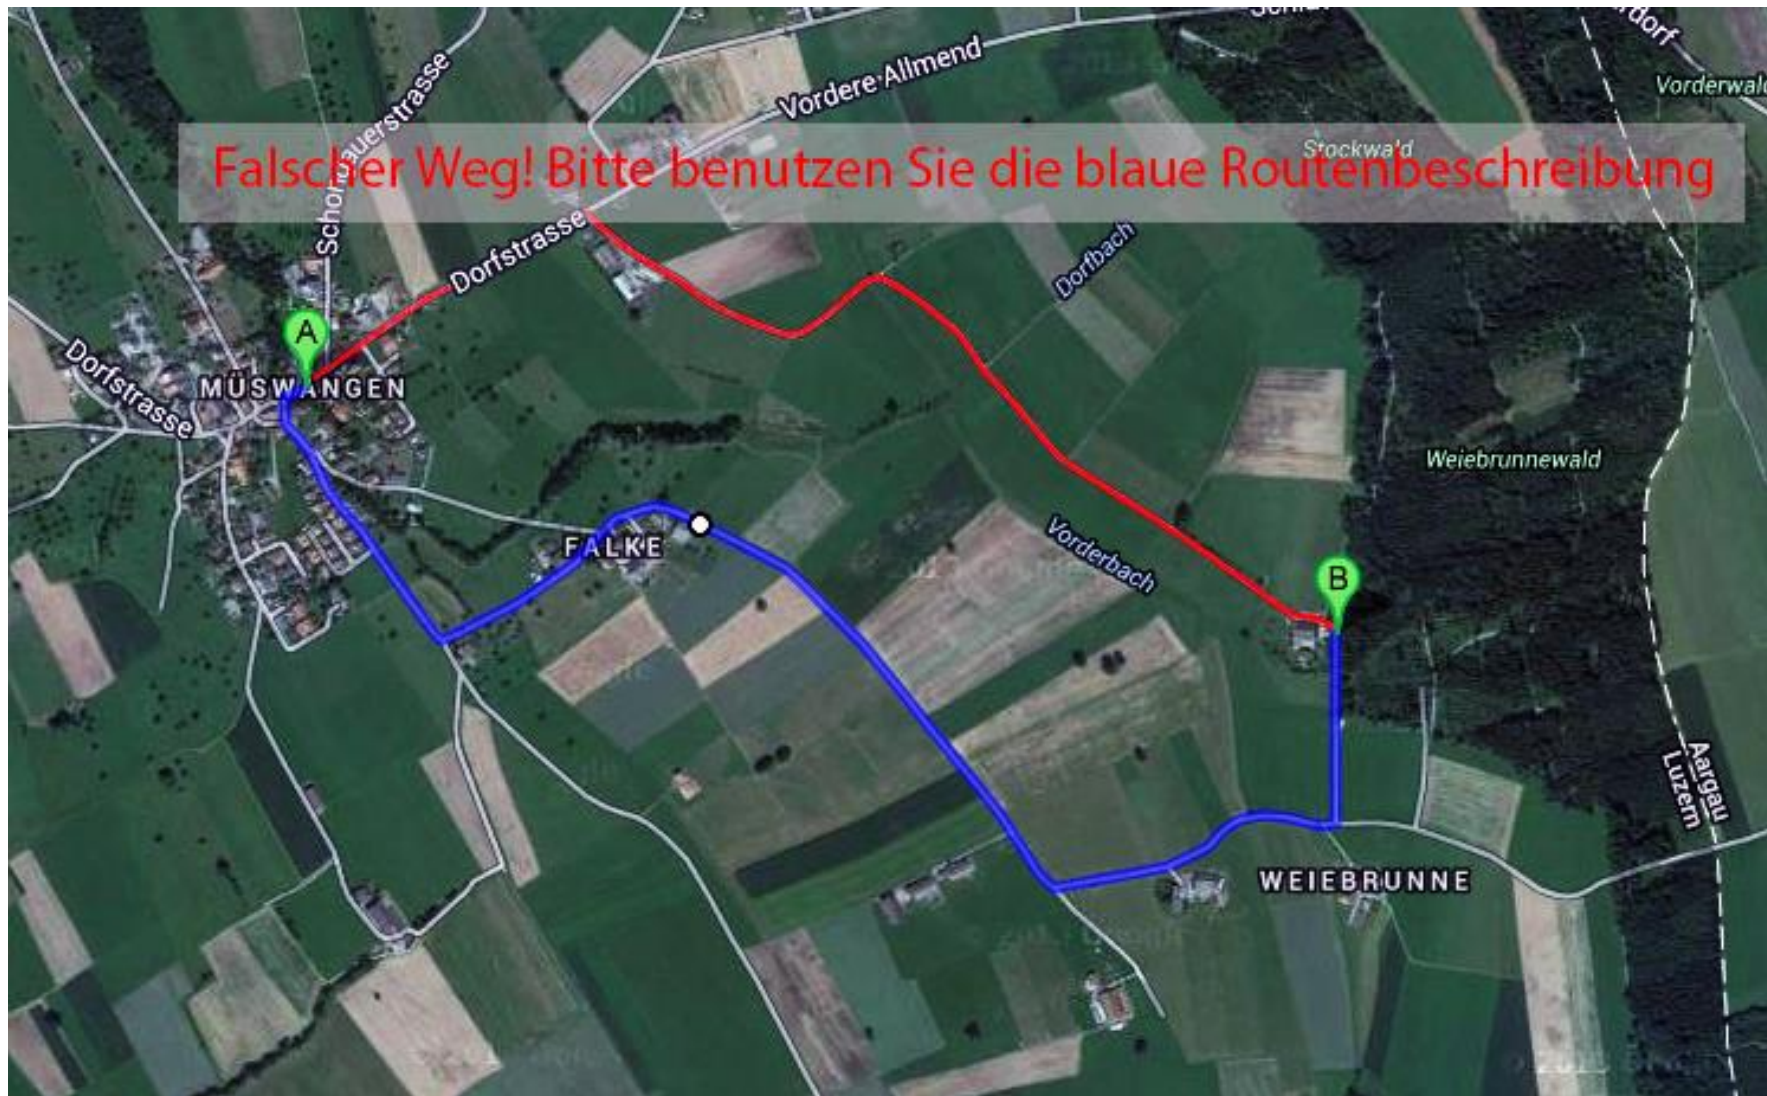 rdorf
Vorderwald
Vordere Allmend
Schongauerstrasse
Stockwald
Falscher Weg! Bitte benutzen Sie die blaue Routenbeschreibung
Dorfstrasse
Dorfbach
A
Dorfstrasse
MÜSWANGEN
Weiebrunnewald
FALKE
Vorderbach
B
Aargau
Luzern
WEIEBRUNNE